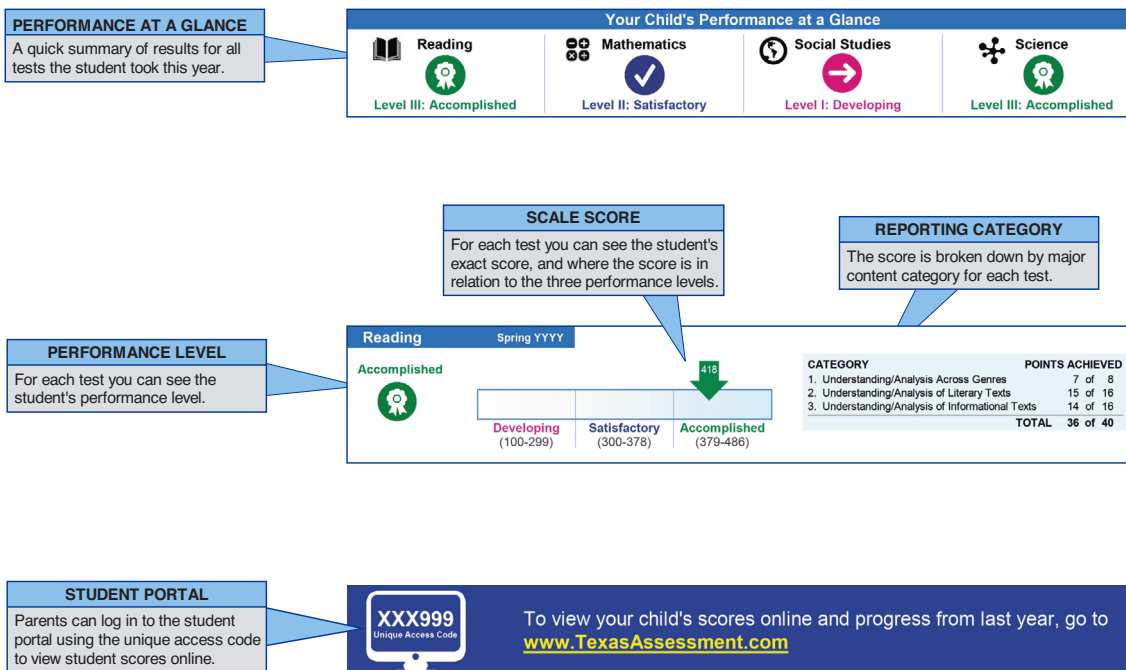 PERFORMANCE AT A GLANCE
A quick summary of results for all
tests the student took this year.
Your Child's Performance at a Glance
Reading
Level III: Accomplished
Mathematics
Level II: Satisfactory
Social Studies
Level I: Developing
Science
Level III: Accomplished
SCALE SCORE
For each test you can see the student's
exact score, and where the score is in
relation to the three performance levels.
REPORTING CATEGORY
The score is broken down by major
content category for each test.
PERFORMANCE LEVEL
For each test you can see the
student's performance level.
Reading Spring YYYY
Accomplished
418
Developing
(100-299)
Satisfactory
(300-378)
Accomplished
(379-486)
CATEGORY POINTS ACHIEVED
1. Understanding/Analysis Across Genres 7 of 8
2. Understanding/Analysis of Literary Texts 15 of 16
3. Understanding/Analysis of Informational Texts 14 of 16
TOTAL 36 of 40
STUDENT PORTAL
Parents can log in to the student
portal using the unique access code
to view student scores online.
XXX999
Unique Access Code
To view your child's scores online and progress from last year, go to
www.TexasAssessment.com